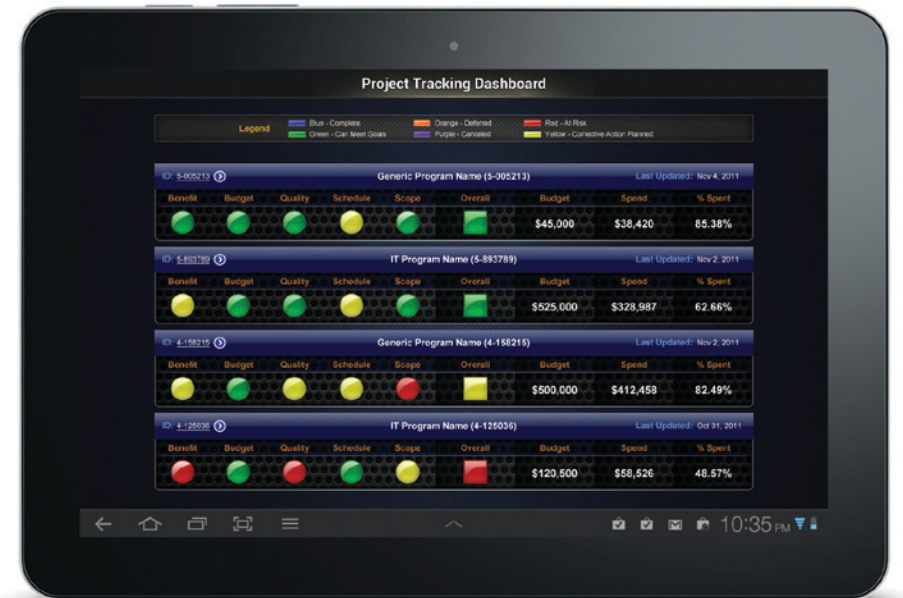 Project Tracking Dashboard
Legend Blue - Complete Orange - Deferred Red - At Risk
Green - Can Meet Goals Purple - Canceled Yellow - Corrective Action Planned
ID: 5-005213 Generic Program Name (5-005213) Last Updated: Nov 4, 2011
Benefit Budget Quality Schedule Scope Overall Budget Spend % Spent
$45,000 $38,420 85.38%
ID: 5-893789 IT Program Name (5-893789) Last Updated: Nov 2, 2011
Benefit Budget Quality Schedule Scope Overall Budget Spend % Spent
$525,000 $328,987 62.66%
ID: 4-158215 Generic Program Name (4-158215) Last Updated: Nov 2, 2011
Benefit Budget Quality Schedule Scope Overall Budget Spend % Spent
$500,000 $412,458 82.49%
ID: 4-125036 IT Program Name (4-125036) Last Updated: Oct 31, 2011
Benefit Budget Quality Schedule Scope Overall Budget Spend % Spent
$120,500 $58,526 48.57%
10:35 PM